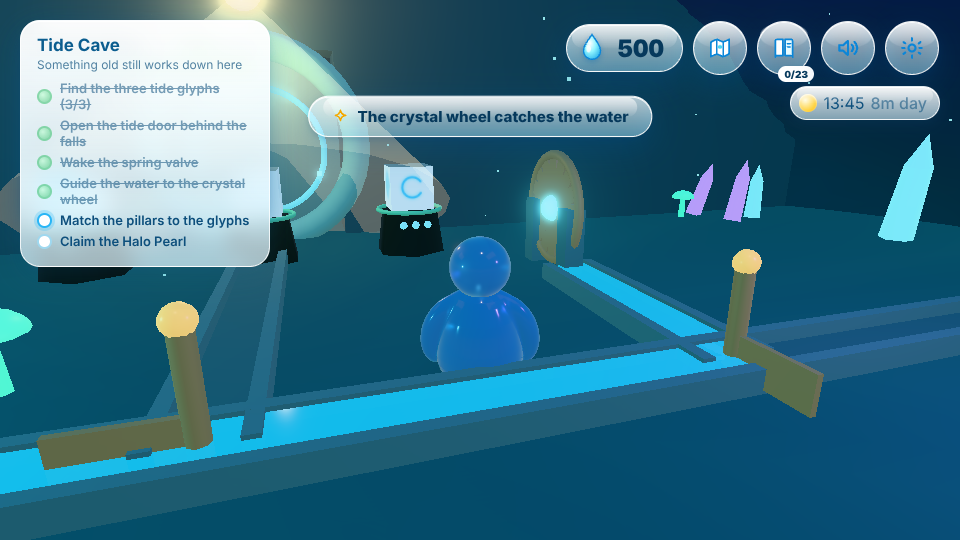 Tide Cave
Something old still works down here
Find the three tide glyphs
(3/3)
Open the tide door behind the
falls
Wake the spring valve
Guide the water to the crystal
wheel
Match the pillars to the glyphs
Claim the Halo Pearl
500
0/23
13:45 8m day
The crystal wheel catches the water